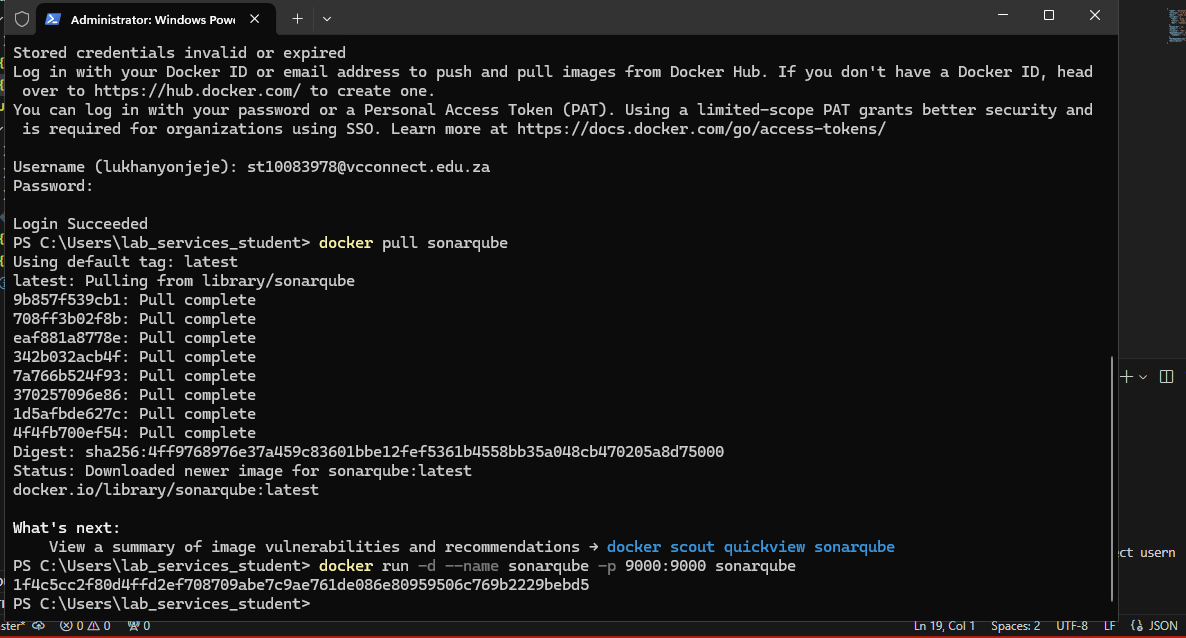 Administrator: Windows Powe
Stored credentials invalid or expired
Log in with your Docker ID or email address to push and pull images from Docker Hub. If you don't have a Docker ID, head
over to https://hub.docker.com/ to create one.
You can log in with your password or a Personal Access Token (PAT). Using a limited-scope PAT grants better security and
is required for organizations using SSO. Learn more at https://docs.docker.com/go/access-tokens/
Username (lukhanyonjeje): st10083978@vcconnect.edu.za
Password:
Login Succeeded
PS C:\Users\lab_services_student> docker pull sonarqube
Using default tag: latest
latest: Pulling from library/sonarqube
9b857f539cb1: Pull complete
708ff3b02f8b: Pull complete
eaf881a8778e: Pull complete
342b032acb4f: Pull complete
7a766b524f93: Pull complete
370257096e86: Pull complete
1d5afbde627c: Pull complete
4f4fb700ef54: Pull complete
Digest: sha256:4ff9768976e37a459c83601bbe12fef5361b4558bb35a048cb470205a8d75000
Status: Downloaded newer image for sonarqube:latest
docker.io/library/sonarqube:latest
What's next:
View a summary of image vulnerabilities and recommendations → docker scout quickview sonarqube
PS C:\Users\lab_services_student> docker run -d --name sonarqube -p 9000:9000 sonarqube
1f4c5cc2f80d4ffd2ef708709abe7c9ae761de086e80959506c769b2229bebd5
PS C:\Users\lab_services_student>
ect usern
ster* 0 0 0 Ln 19, Col 1 Spaces: 2 UTF-8 LF {} JSON